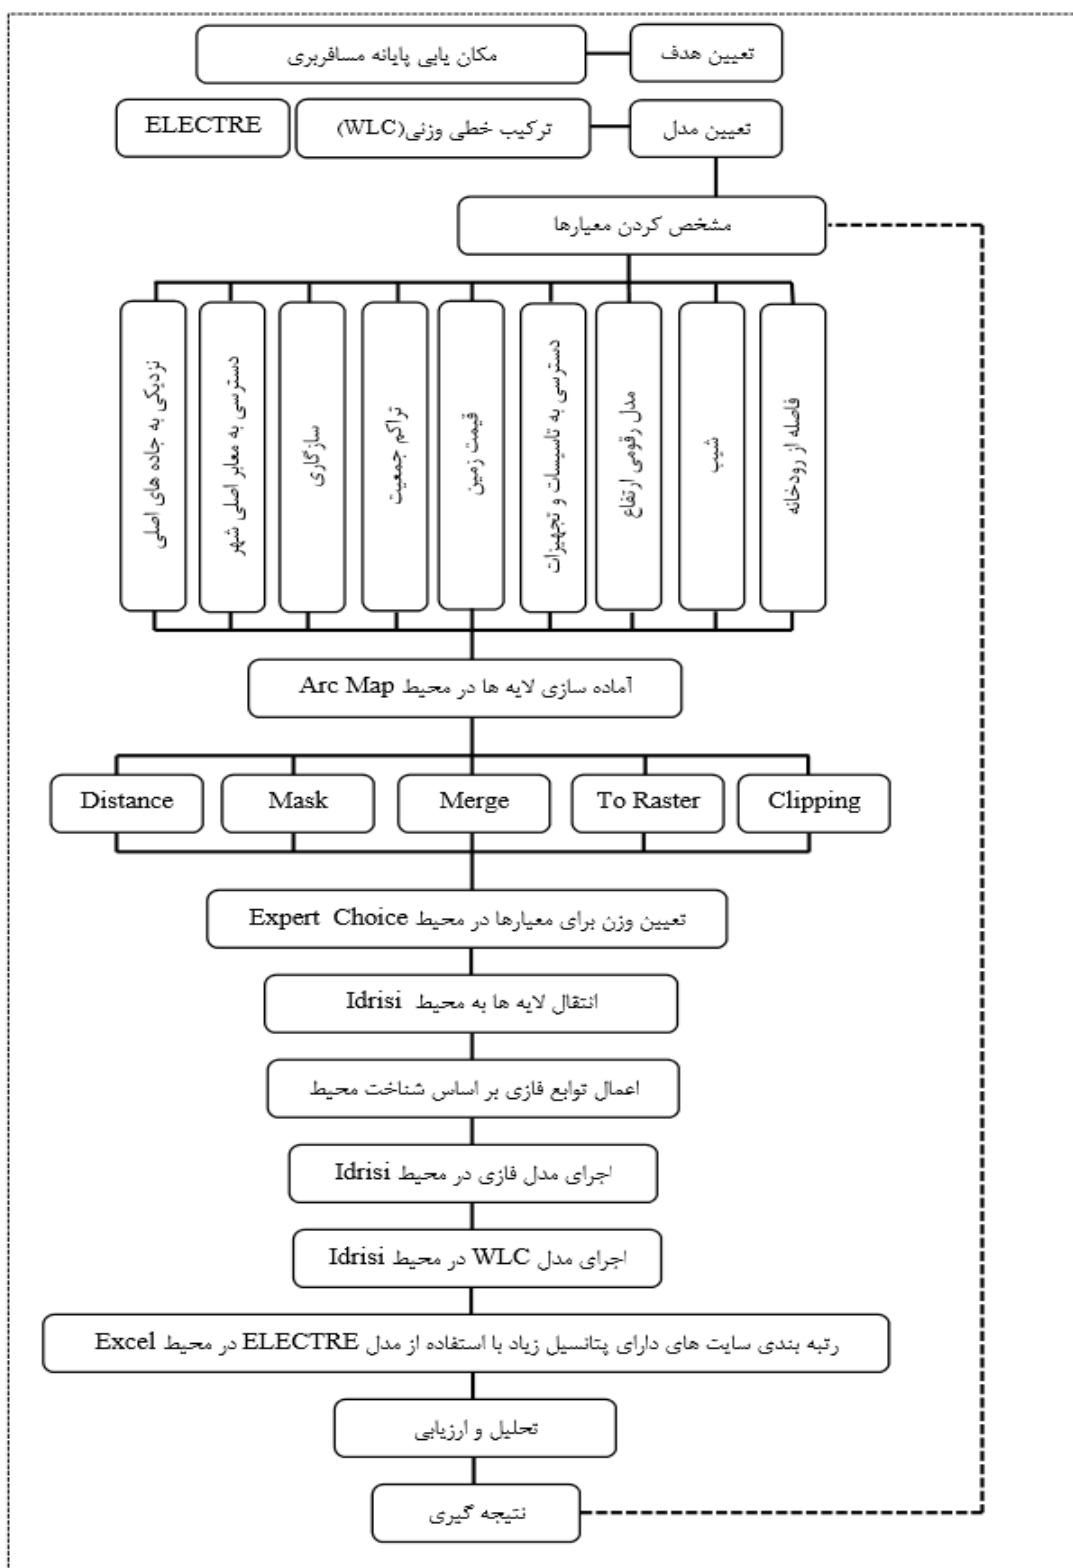 تعیین هدف
مکان یابی پایانه مسافربری
تعیین مدل
ترکیب خطی وزنی(WLC)
ELECTRE
مشخص کردن معیارها
فاصله از رودخانه
شیب
مدل رقومی ارتفاع
دسترسی به تاسیسات و تجهیزات
قیمت زمین
تراکم جمعیت
سازگاری
دسترسی به معابر اصلی شهر
نزدیکی به جاده های اصلی
آماده سازی لایه ها در محیط Arc Map
Distance
Mask
Merge
To Raster
Clipping
تعیین وزن برای معیارها در محیط Expert Choice
انتقال لایه ها به محیط Idrisi
اعمال توابع فازی بر اساس شناخت محیط
اجرای مدل فازی در محیط Idrisi
اجرای مدل WLC در محیط Idrisi
رتبه بندی سایت های دارای پتانسیل زیاد با استفاده از مدل ELECTRE در محیط Excel
تحلیل و ارزیابی
نتیجه گیری